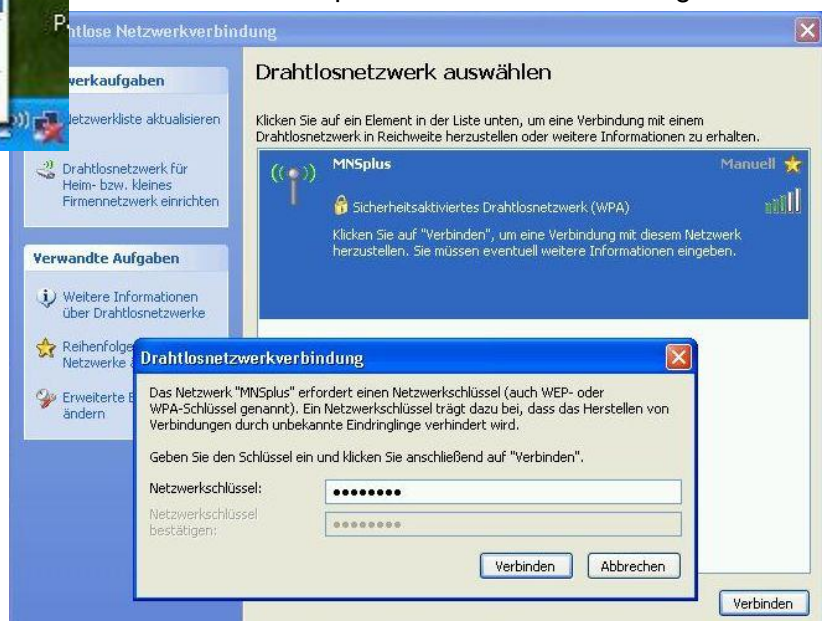 Drahtlose Netzwerkverbindung
Drahtlosnetzwerk auswählen
Klicken Sie auf ein Element in der Liste unten, um eine Verbindung mit einem
Drahtlosnetzwerk in Reichweite herzustellen oder weitere Informationen zu erhalten.
Netzwerkliste aktualisieren
Drahtlosnetzwerk für
Heim- bzw. kleines
Firmennetzwerk einrichten
Verwandte Aufgaben
Weitere Informationen
über Drahtlosnetzwerke
Reihenfolge
Netzwerke
Erweiterte
ändern
MNSplus
Manuell
Sicherheitsaktiviertes Drahtlosnetzwerk (WPA)
Klicken Sie auf "Verbinden", um eine Verbindung mit diesem Netzwerk
herzustellen. Sie müssen eventuell weitere Informationen eingeben.
Drahtlosnetzwerkverbindung
Das Netzwerk "MNSplus" erfordert einen Netzwerkschlüssel (auch WEP- oder
WPA-Schlüssel genannt). Ein Netzwerkschlüssel trägt dazu bei, dass das Herstellen von
Verbindungen durch unbekannte Eindringlinge verhindert wird.
Geben Sie den Schlüssel ein und klicken Sie anschließend auf "Verbinden".
Netzwerkschlüssel:
Netzwerkschlüssel
bestätigen:
Verbinden Abbrechen
Verbinden